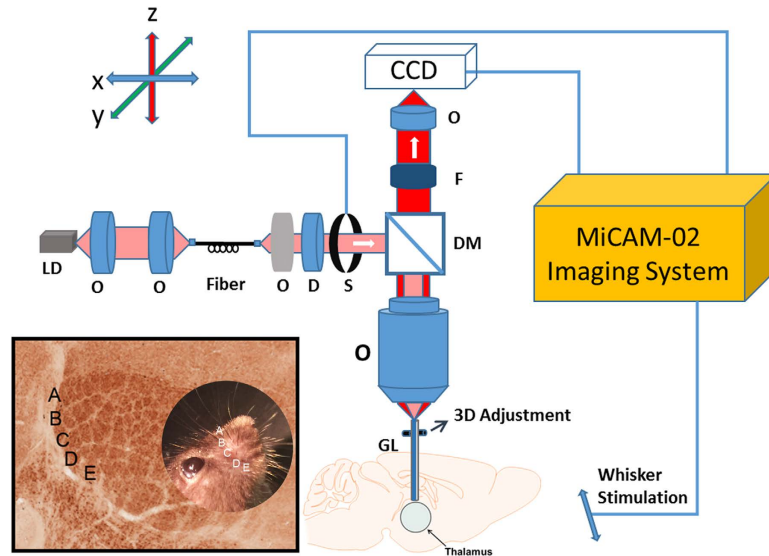 z
x
y
CCD
O
F
DM
MiCAM-02
Imaging System
LD
O
O
Fiber
O
D
S
O
3D Adjustment
GL
Whisker
Stimulation
Thalamus
A
B
C
D
E
A
B
C
D
E